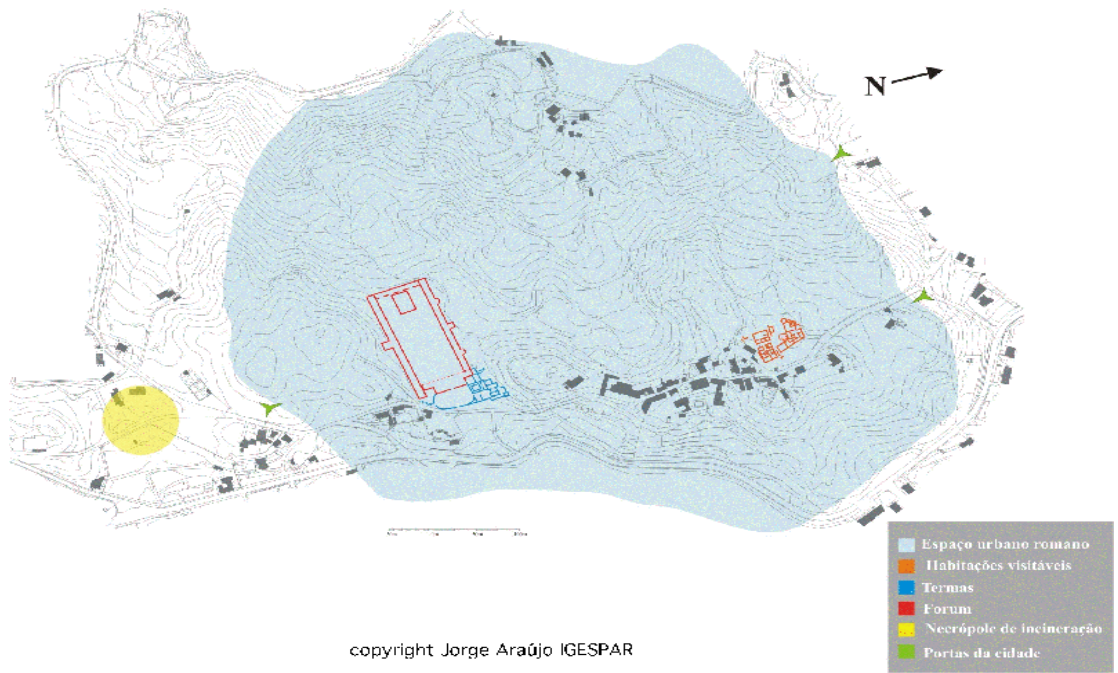 N
Espaço urbano romano
Habitações visitáveis
Termas
Forum
Necrópole de incineração
Portas da cidade
copyright Jorge Araújo IGESPAR